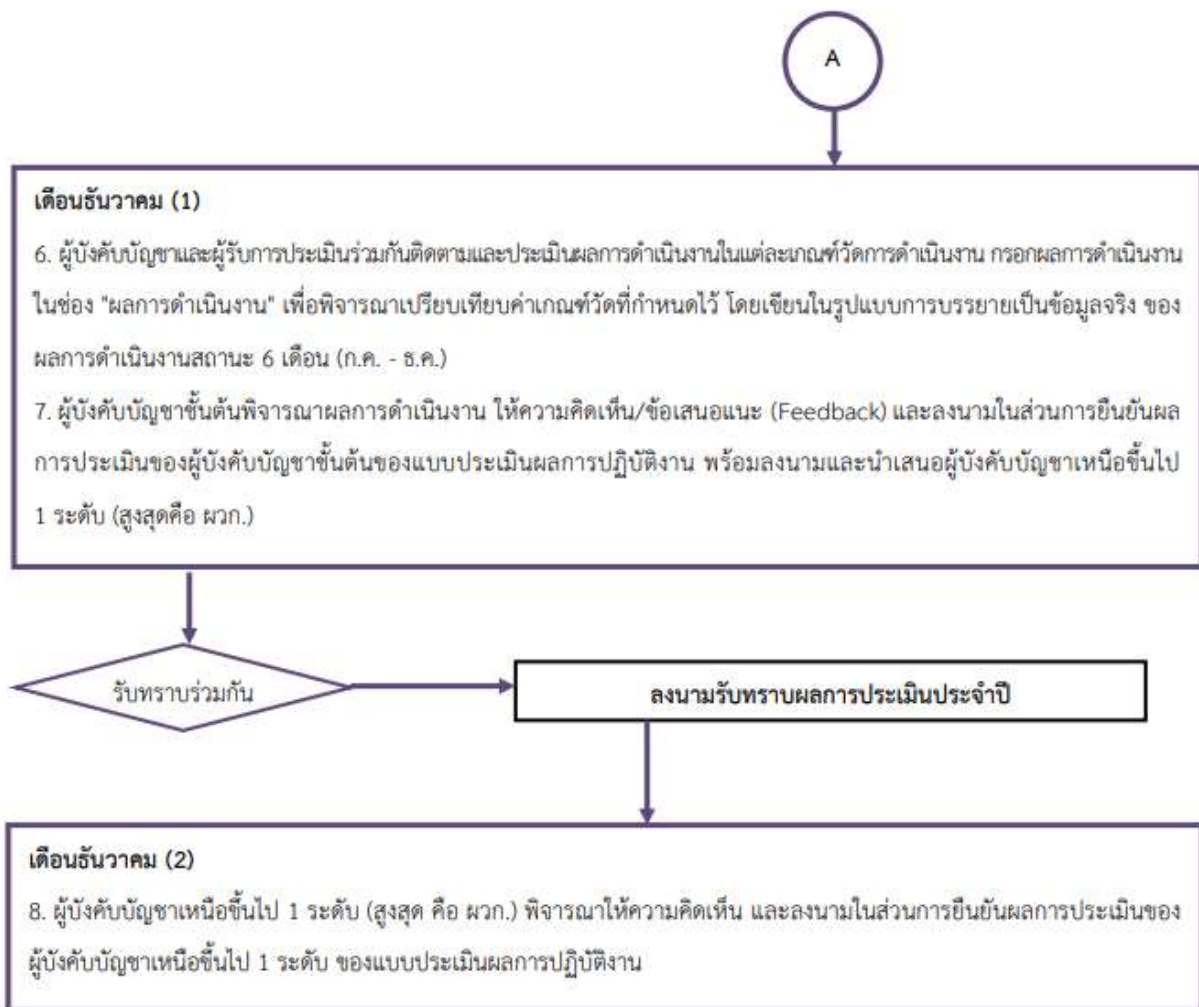 A
เดือนธันวาคม (1)
6. ผู้บังคับบัญชาและผู้รับการประเมินร่วมกันติดตามและประเมินผลการดำเนินงานในแต่ละเกณฑ์วัดการดำเนินงาน กรอกผลการดำเนินงาน
ในช่อง "ผลการดำเนินงาน" เพื่อพิจารณาเปรียบเทียบค่าเกณฑ์วัดที่กำหนดไว้ โดยเขียนในรูปแบบการบรรยายเป็นข้อมูลจริง ของ
ผลการดำเนินงานสถานะ 6 เดือน (ก.ค. - ธ.ค.)
7. ผู้บังคับบัญชาชั้นต้นพิจารณาผลการดำเนินงาน ให้ความคิดเห็น/ข้อเสนอแนะ (Feedback) และลงนามในส่วนการยืนยันผล
การประเมินของผู้บังคับบัญชาชั้นต้นของแบบประเมินผลการปฏิบัติงาน พร้อมลงนามและนำเสนอผู้บังคับบัญชาเหนือขึ้นไป
1 ระดับ (สูงสุดคือ ผวก.)
รับทราบร่วมกัน
ลงนามรับทราบผลการประเมินประจำปี
เดือนธันวาคม (2)
8. ผู้บังคับบัญชาเหนือขึ้นไป 1 ระดับ (สูงสุด คือ ผวก.) พิจารณาให้ความคิดเห็น และลงนามในส่วนการยืนยันผลการประเมินของ
ผู้บังคับบัญชาเหนือขึ้นไป 1 ระดับ ของแบบประเมินผลการปฏิบัติงาน